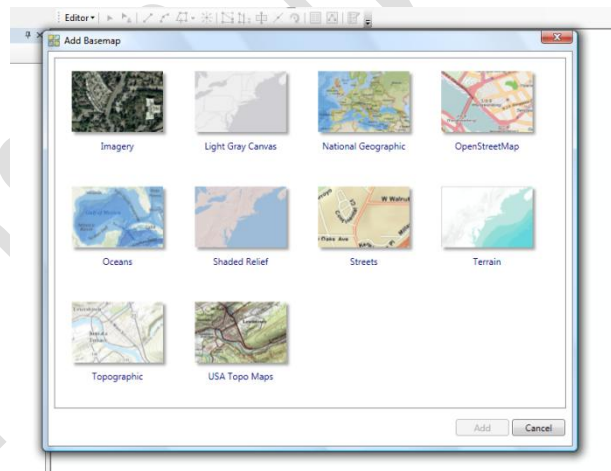 Editor
Add Basemap
Imagery
Light Gray Canvas
National Geographic
OpenStreetMap
Oceans
Shaded Relief
Streets
Terrain
Topographic
USA Topo Maps
Add
Cancel